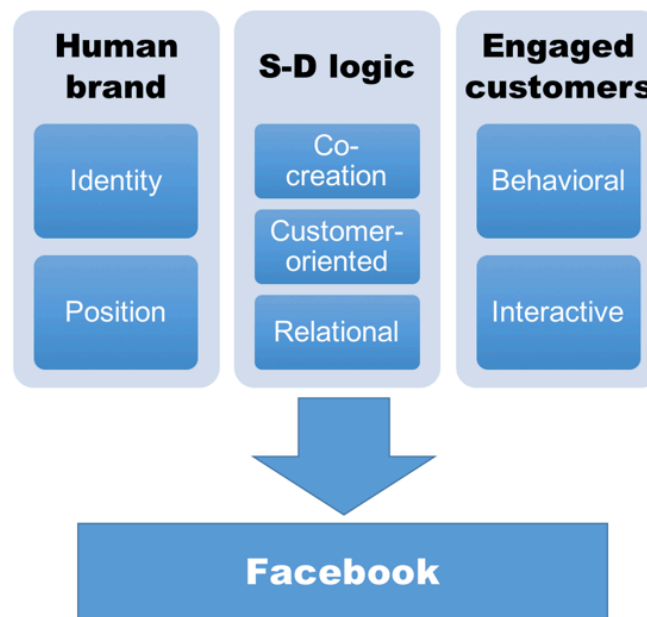 Human
brand
Identity
Position
S-D logic
Co-
creation
Customer-
oriented
Relational
Engaged
customers
Behavioral
Interactive
Facebook